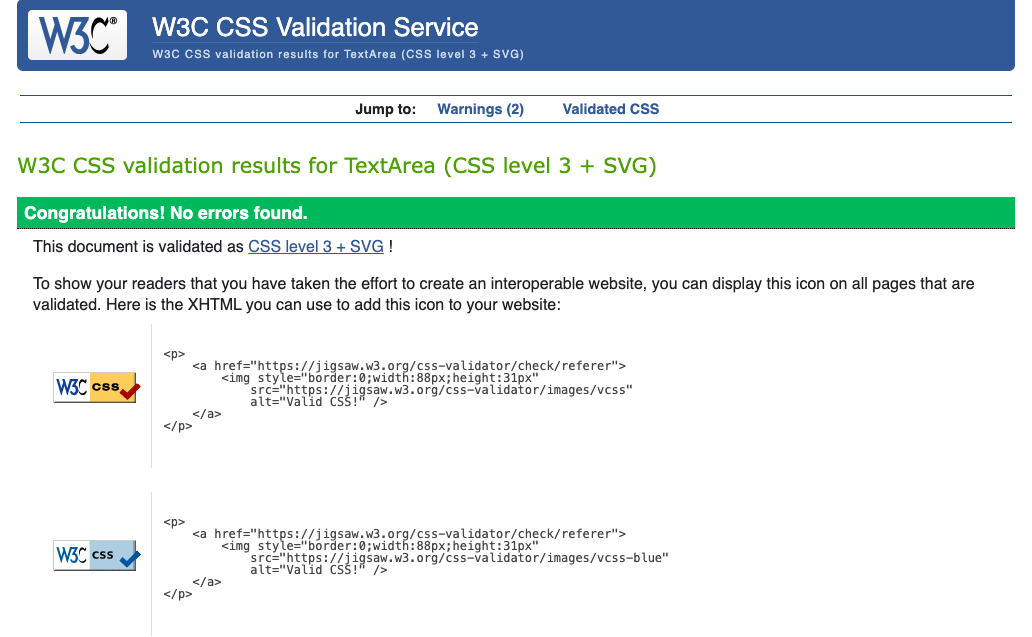 W3C®
W3C CSS Validation Service
W3C CSS validation results for TextArea (CSS level 3 + SVG)
Jump to: Warnings (2) Validated CSS
W3C CSS validation results for TextArea (CSS level 3 + SVG)
Congratulations! No errors found.
This document is validated as CSS level 3 + SVG !
To show your readers that you have taken the effort to create an interoperable website, you can display this icon on all pages that are
validated. Here is the XHTML you can use to add this icon to your website:
W3C css
<p>
    <a href="https://jigsaw.w3.org/css-validator/check/referer">
        <img style="border:0;width:88px;height:31px"
            src="https://jigsaw.w3.org/css-validator/images/vcss"
            alt="Valid CSS!" />
    </a>
</p>
W3C css
<p>
    <a href="https://jigsaw.w3.org/css-validator/check/referer">
        <img style="border:0;width:88px;height:31px"
            src="https://jigsaw.w3.org/css-validator/images/vcss-blue"
            alt="Valid CSS!" />
    </a>
</p>